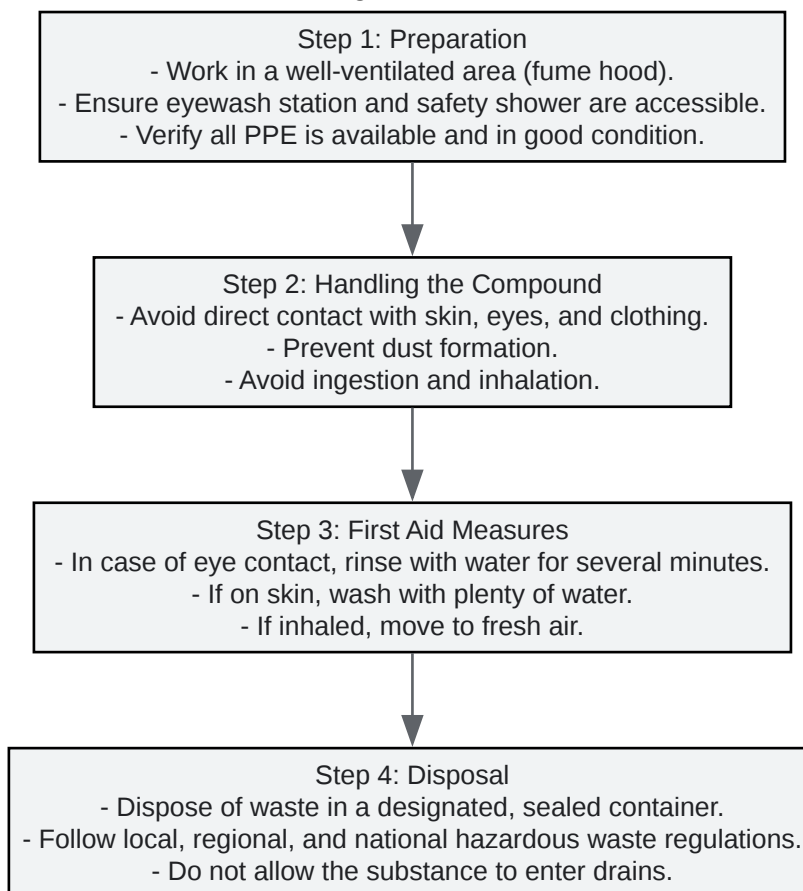 Step 1: Preparation
- Work in a well-ventilated area (fume hood).
- Ensure eyewash station and safety shower are accessible.
- Verify all PPE is available and in good condition.
Step 2: Handling the Compound
- Avoid direct contact with skin, eyes, and clothing.
- Prevent dust formation.
- Avoid ingestion and inhalation.
Step 3: First Aid Measures
- In case of eye contact, rinse with water for several minutes.
- If on skin, wash with plenty of water.
- If inhaled, move to fresh air.
Step 4: Disposal
- Dispose of waste in a designated, sealed container.
- Follow local, regional, and national hazardous waste regulations.
- Do not allow the substance to enter drains.